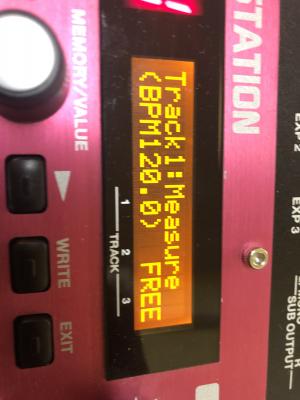 STATION
EXP 2
EXP 3
SUB OUTPUT
R
Track1:Measure
(BPM120.0) FREE
1 2 3
TRACK
MEMORY/VALUE
WRITE
EXIT